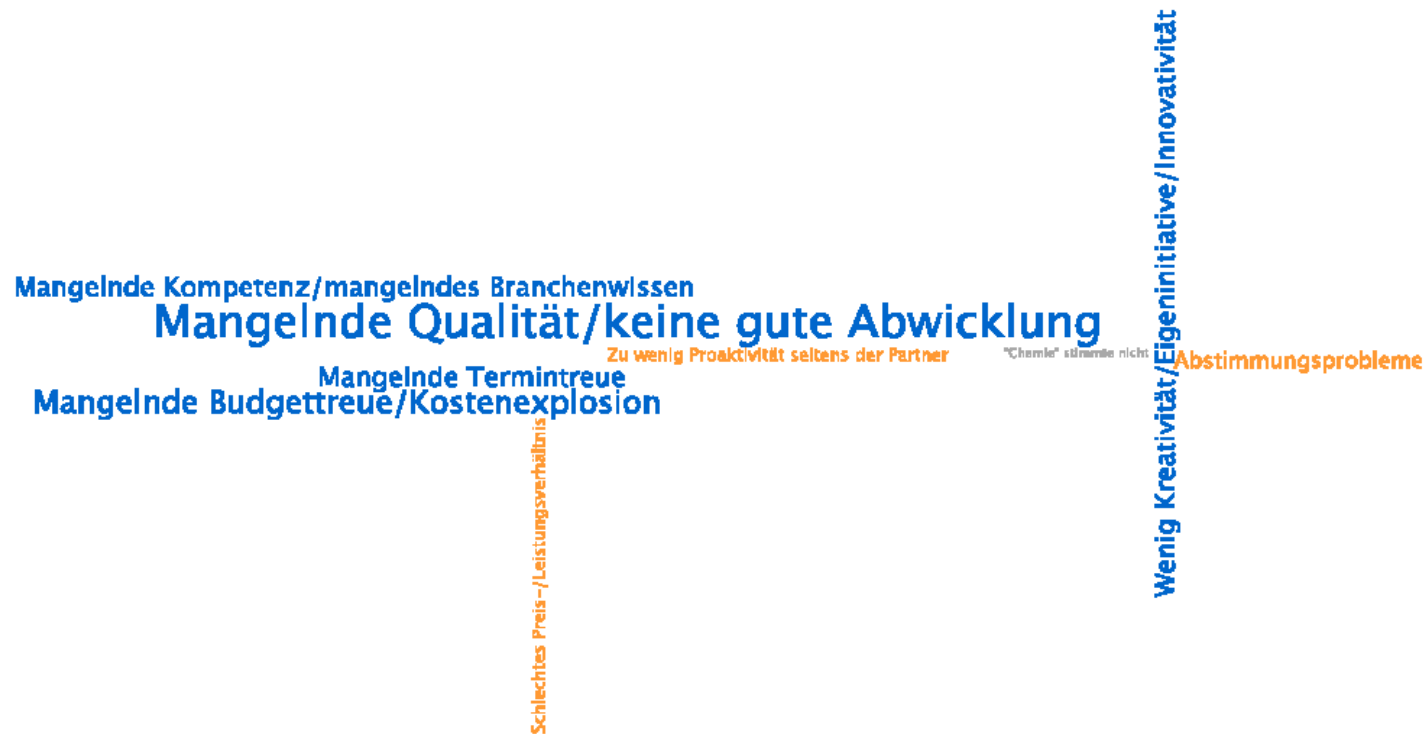 Wenig Kreativität/Eigeninitiative/Innovativität
Mangelnde Kompetenz/mangelndes Branchenwissen
Mangelnde Qualität/keine gute Abwicklung
Zu wenig Proaktivität seitens der Partner
"Chemie" stimmte nicht
Abstimmungsprobleme
Mangelnde Termintreue
Mangelnde Budgettreue/Kostenexplosion
Schlechtes Preis-/Leistungsverhältnis